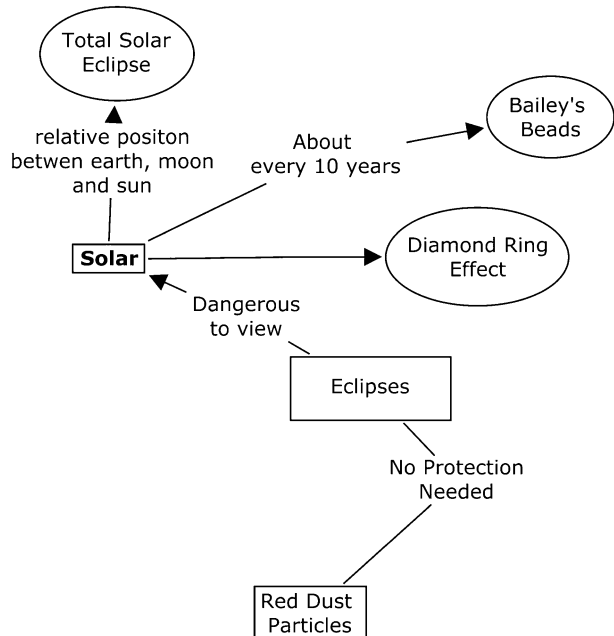 Total Solar
Eclipse
relative positon
betwen earth, moon
and sun
About
every 10 years
Bailey's
Beads
Solar
Diamond Ring
Effect
Dangerous
to view
Eclipses
No Protection
Needed
Red Dust
Particles